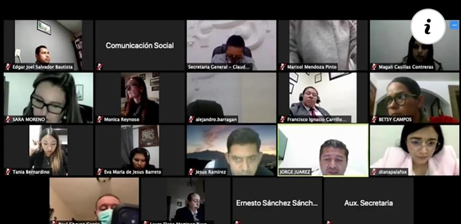 Edgar Joel Salvador Bautista
Comunicación Social
Secretaria General - Claud...
Marisol Mendoza Pinto
Magali Casillas Contreras
SARA MORENO
Monica Reynoso
alejandro.barragan
Francisco Ignacio Carrillo...
BETSY CAMPOS
Tania Bernardino
Eva Maria de Jesus Barreto
Jesus Ramirez
JORGE JUAREZ
dianapalafox
Ernesto Sánchez Sánch...
Aux. Secretaria